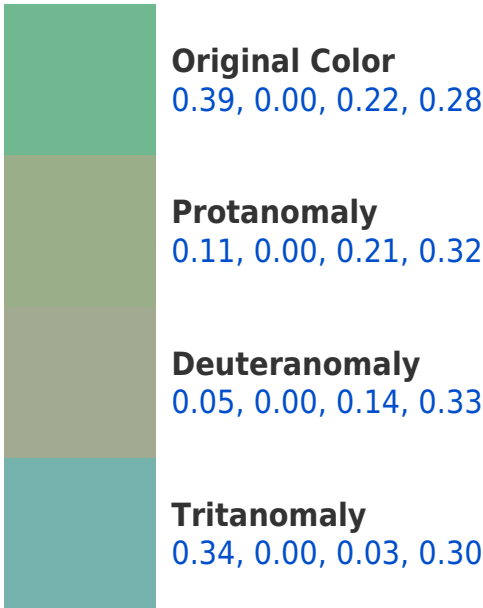 Original Color
0.39, 0.00, 0.22, 0.28
Protanomaly
0.11, 0.00, 0.21, 0.32
Deuteranomaly
0.05, 0.00, 0.14, 0.33
Tritanomaly
0.34, 0.00, 0.03, 0.30